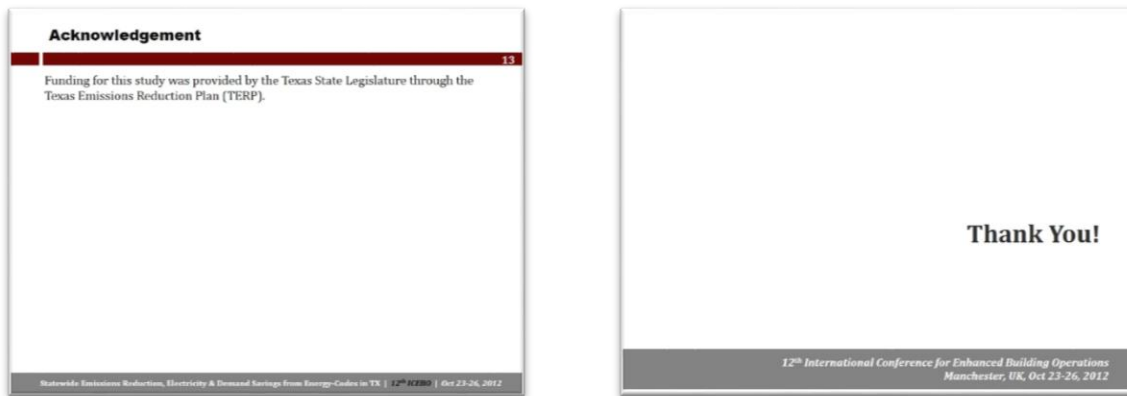 Acknowledgement
13
Funding for this study was provided by the Texas State Legislature through the
Texas Emissions Reduction Plan (TERP).
Statewide Emissions Reduction, Electricity & Demand Savings from Energy-Codes in TX | 12th ICEBO | Oct 23-26, 2012
Thank You!
12th International Conference for Enhanced Building Operations
Manchester, UK, Oct 23-26, 2012